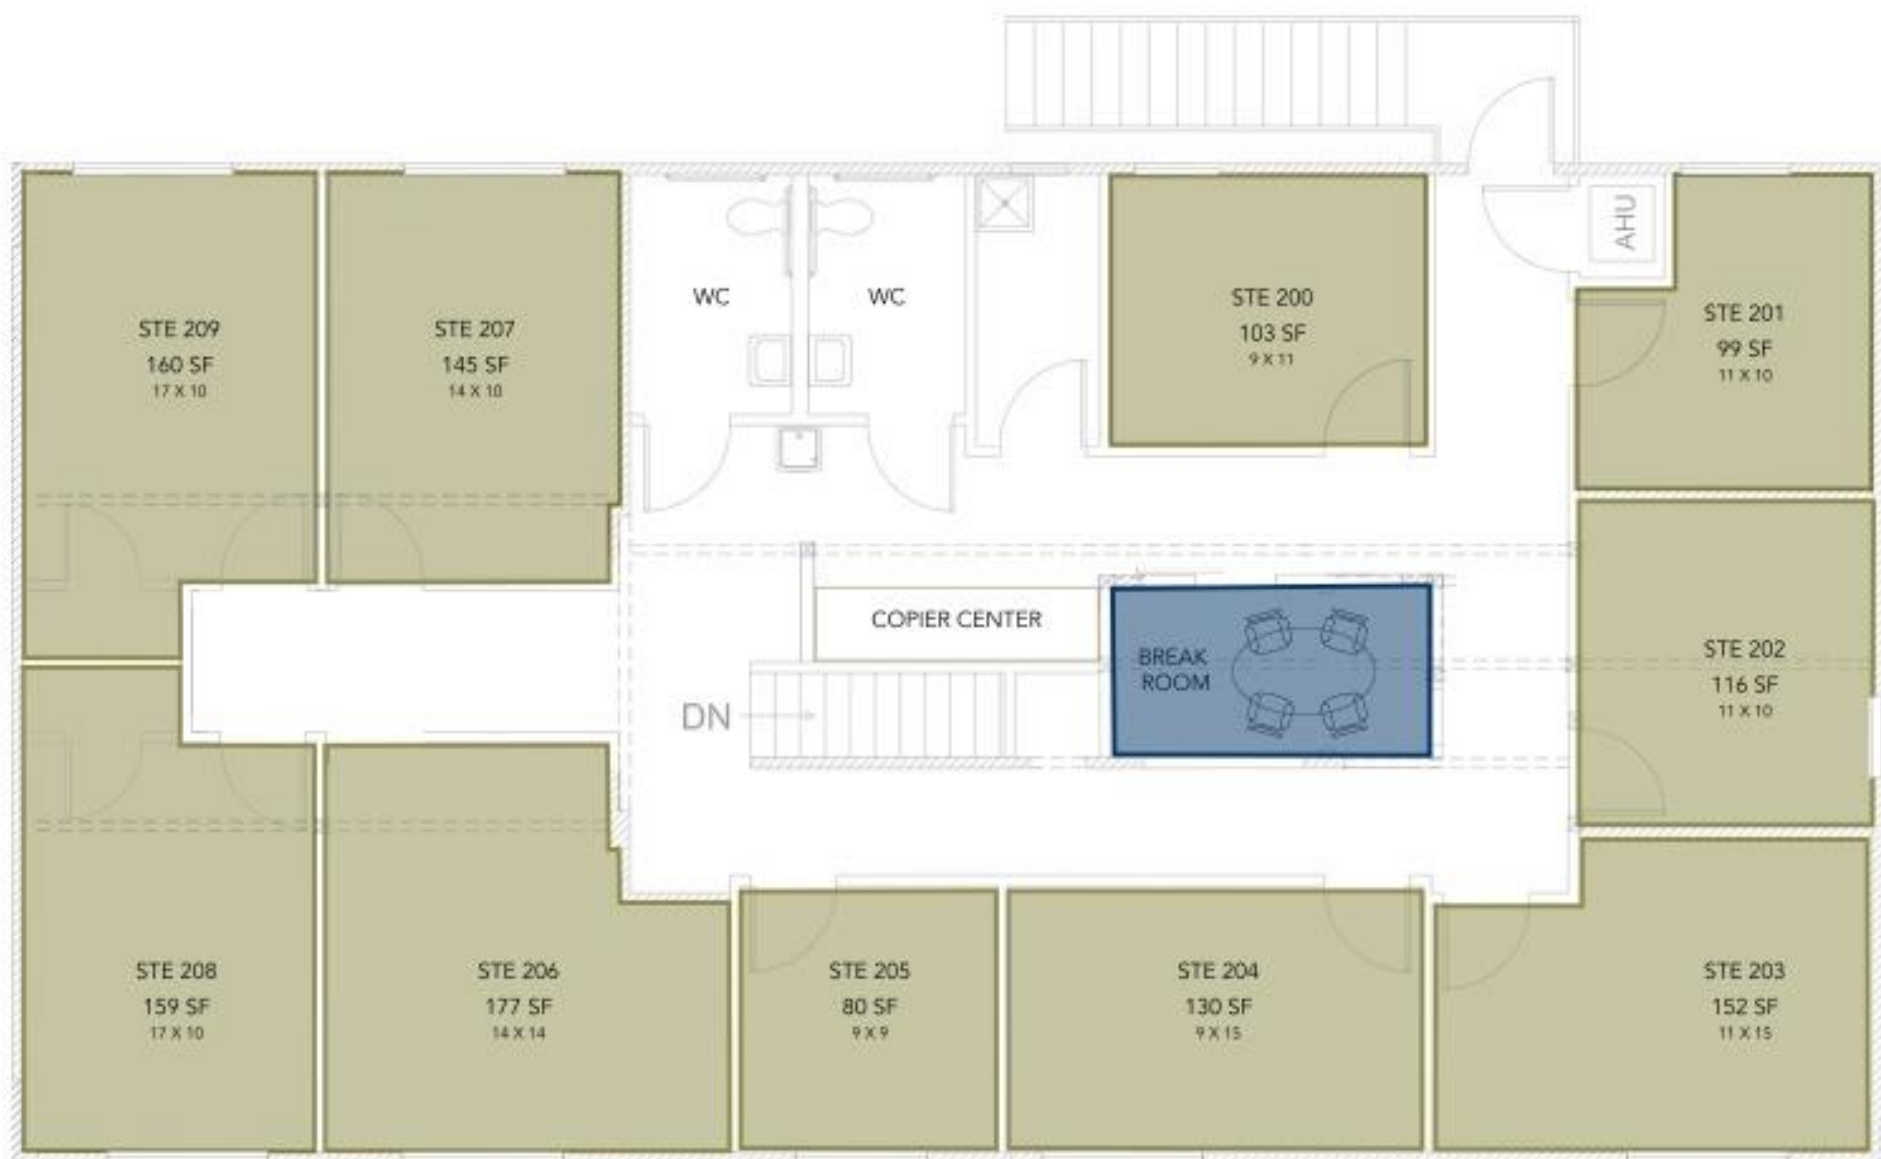 AHU
WC
WC
STE 200
103 SF
9 X 11
STE 201
99 SF
11 X 10
STE 209
160 SF
17 X 10
STE 207
145 SF
14 X 10
COPIER CENTER
BREAK
ROOM
STE 202
116 SF
11 X 10
DN
STE 208
159 SF
17 X 10
STE 206
177 SF
14 X 14
STE 205
80 SF
9 X 9
STE 204
130 SF
9 X 15
STE 203
152 SF
11 X 15